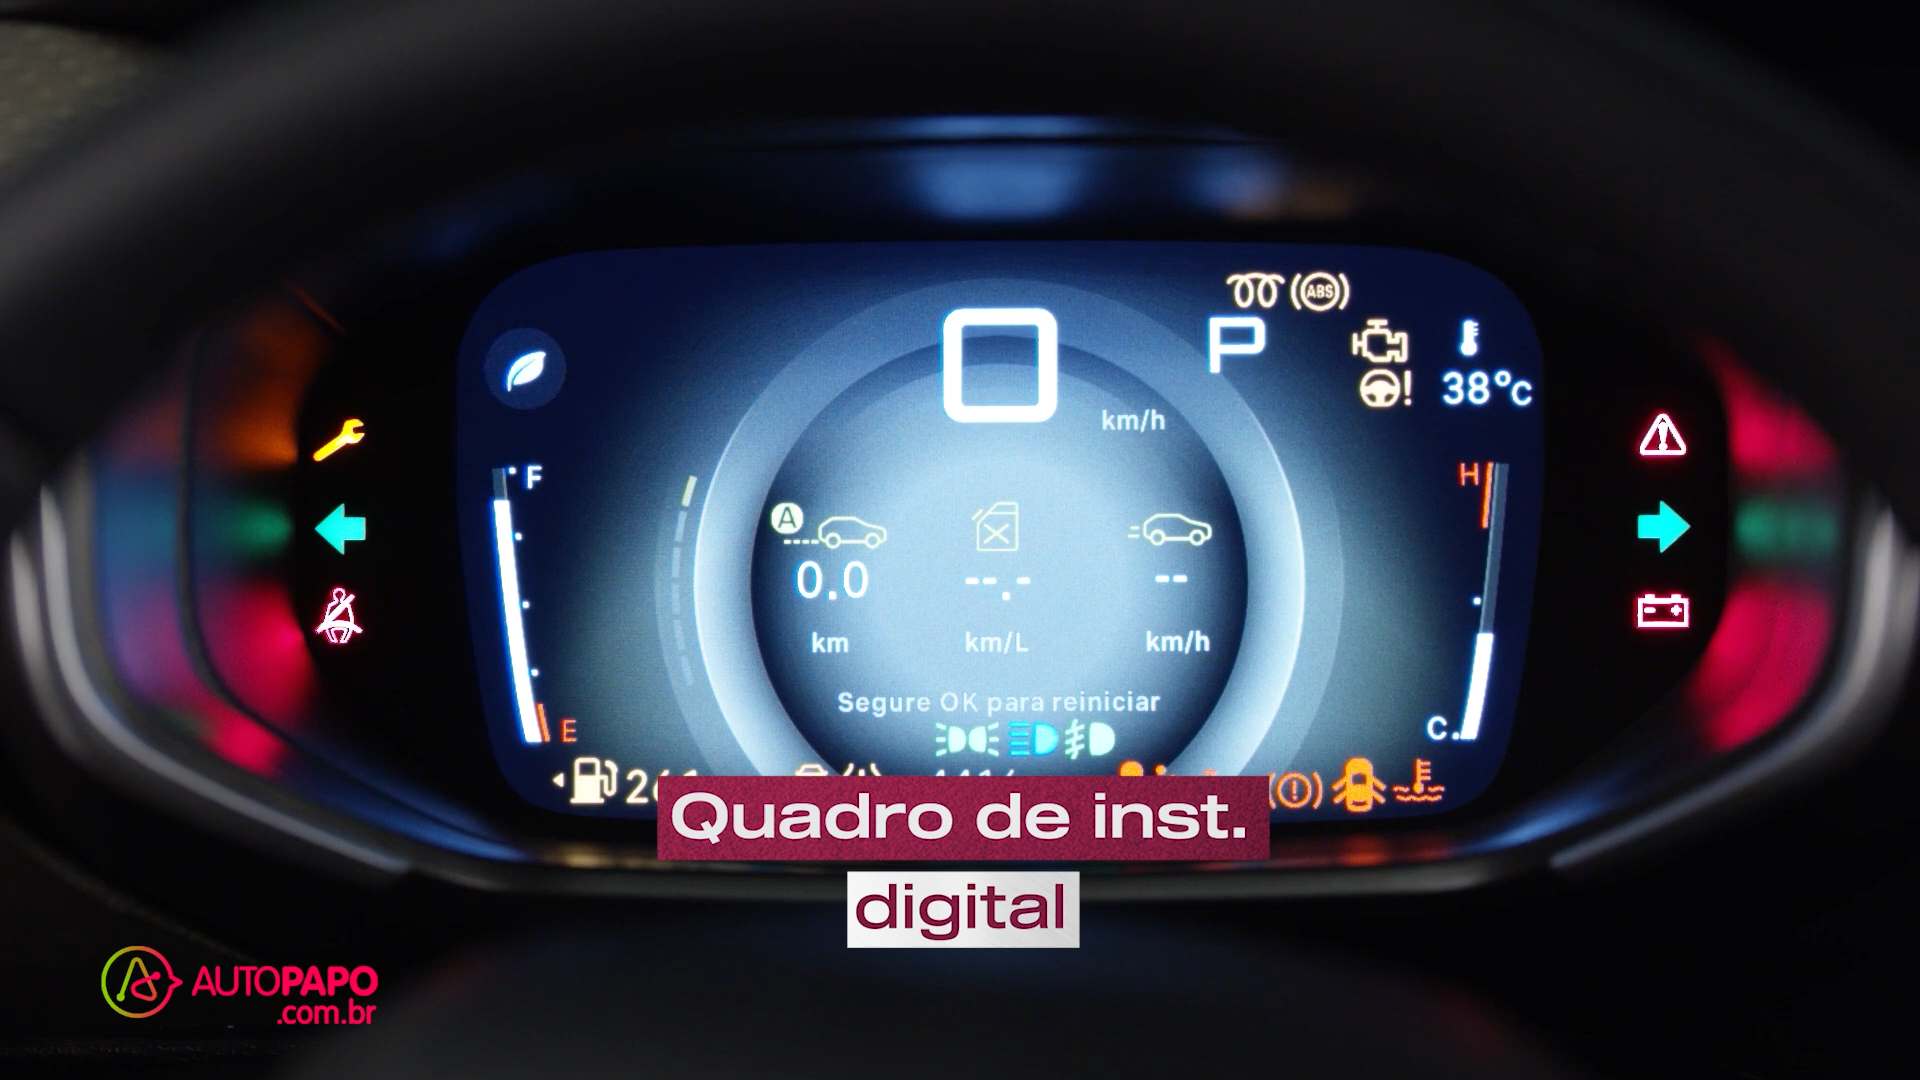 ABS
P
0
km/h
38°c
F
H
A
0.0
--.-
--
km
km/L
km/h
Segure OK para reiniciar
E
C
Quadro de inst.
digital
AUTOPAPO
.com.br